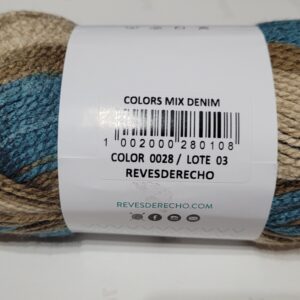 COLORS MIX DENIM
1 002000 280108
COLOR 0028 / LOTE 03
REVESDERECHO
REVESDERECHO.COM